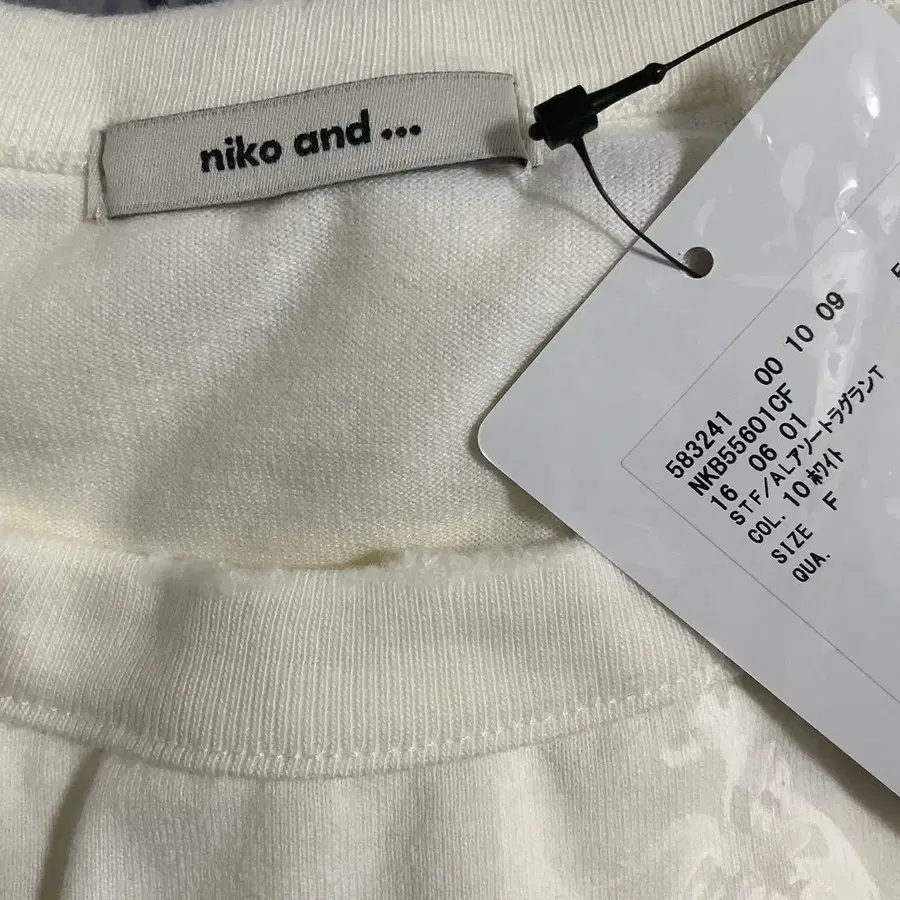 niko and ...
583241 00 10 09
NKB55601CF
16 06 01
STF/ALアソートラグランT
COL. 10 ﾎﾜｲﾄ
SIZE F
QUA.